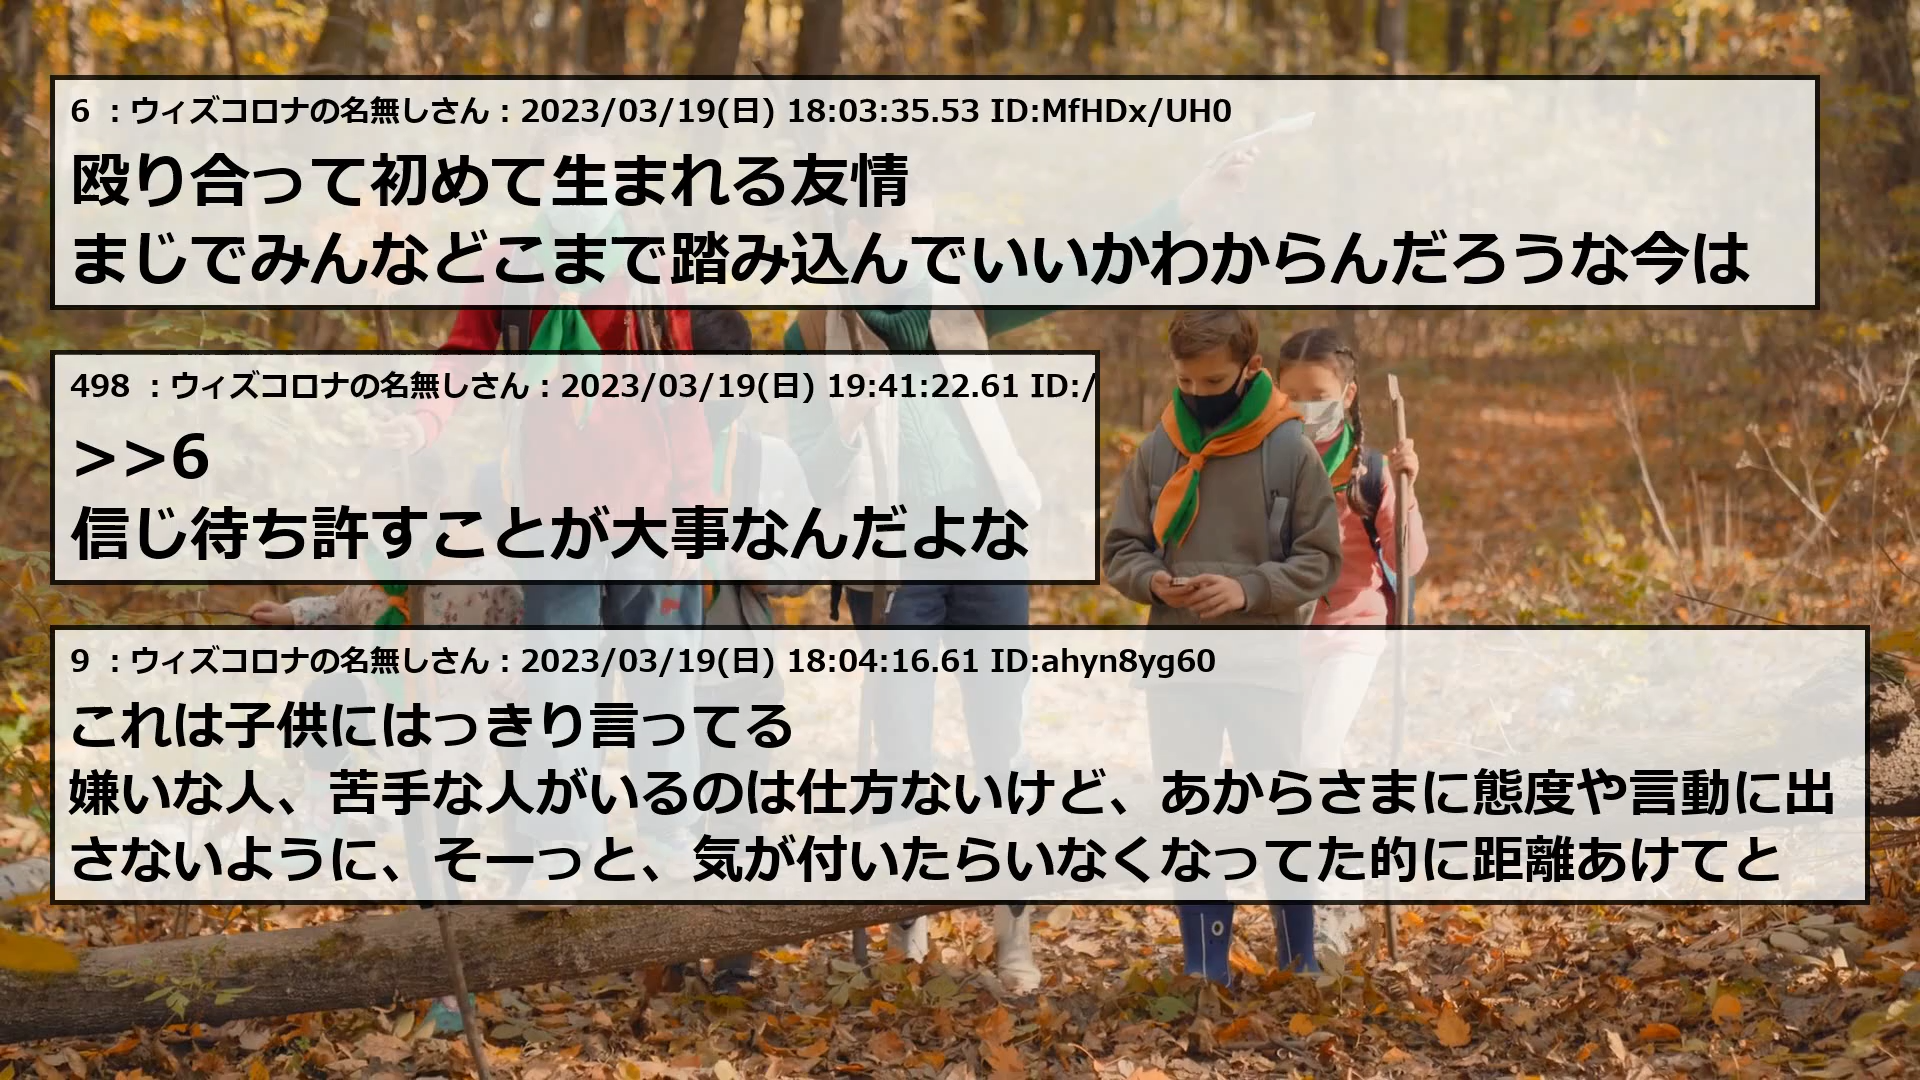 6 ：ウィズコロナの名無しさん：2023/03/19(日) 18:03:35.53 ID:MfHDx/UH0
殴り合って初めて生まれる友情
まじでみんなどこまで踏み込んでいいかわからんだろうな今は
498 ：ウィズコロナの名無しさん：2023/03/19(日) 19:41:22.61 ID:/
>>6
信じ待ち許すことが大事なんだよな
9 ：ウィズコロナの名無しさん：2023/03/19(日) 18:04:16.61 ID:ahyn8yg60
これは子供にはっきり言ってる
嫌いな人、苦手な人がいるのは仕方ないけど、あからさまに態度や言動に出
さないように、そーっと、気が付いたらいなくなってた的に距離あけてと